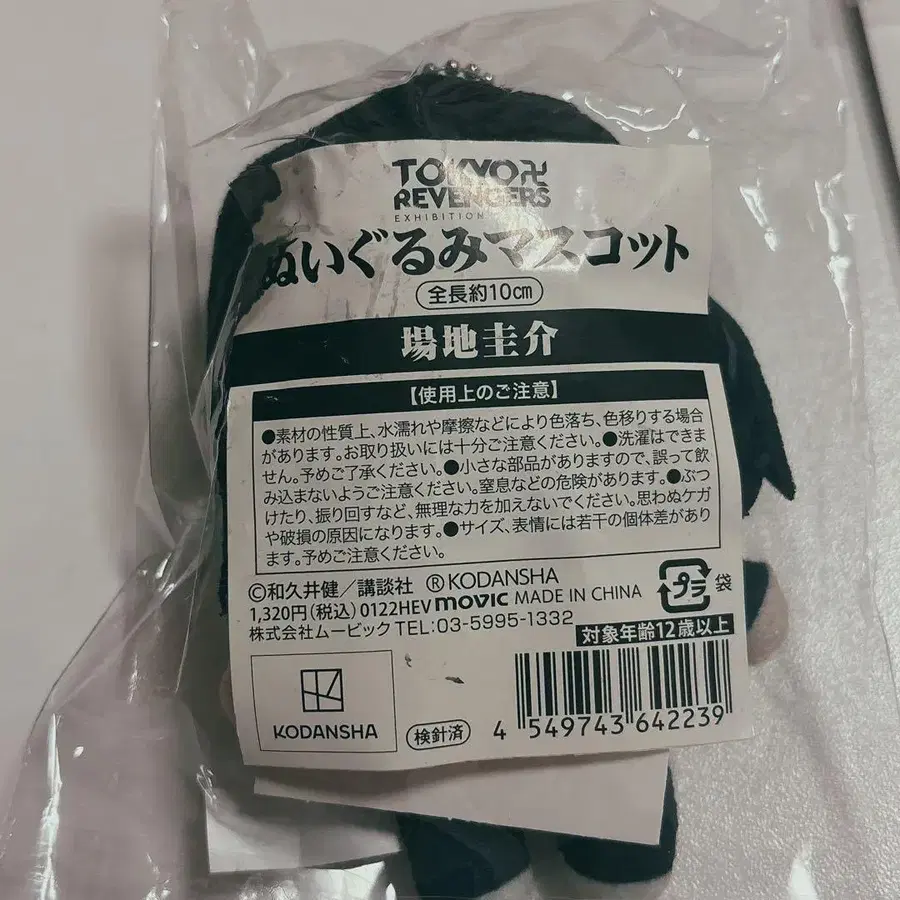 TOKYO卍
REVENGERS
EXHIBITION
ぬいぐるみマスコット
全長約10cm
場地圭介
【使用上のご注意】
●素材の性質上、水濡れや摩擦などにより色落ち、色移りする場合
があります。お取り扱いには十分ご注意ください。●洗濯はできま
せん。予めご了承ください。●小さな部品がありますので、誤って飲
み込まないようご注意ください。窒息などの危険があります。●ぶつ
けたり、振り回すなど、無理な力を加えないでください。思わぬケガ
や破損の原因になります。●サイズ、表情には若干の個体差があり
ます。予めご注意ください。
©和久井健／講談社 ®KODANSHA
1,320円(税込) 0122HEV movic MADE IN CHINA
プラ 袋
株式会社ムービック TEL:03-5995-1332
対象年齢12歳以上
KODANSHA
検針済
4 549743 642239